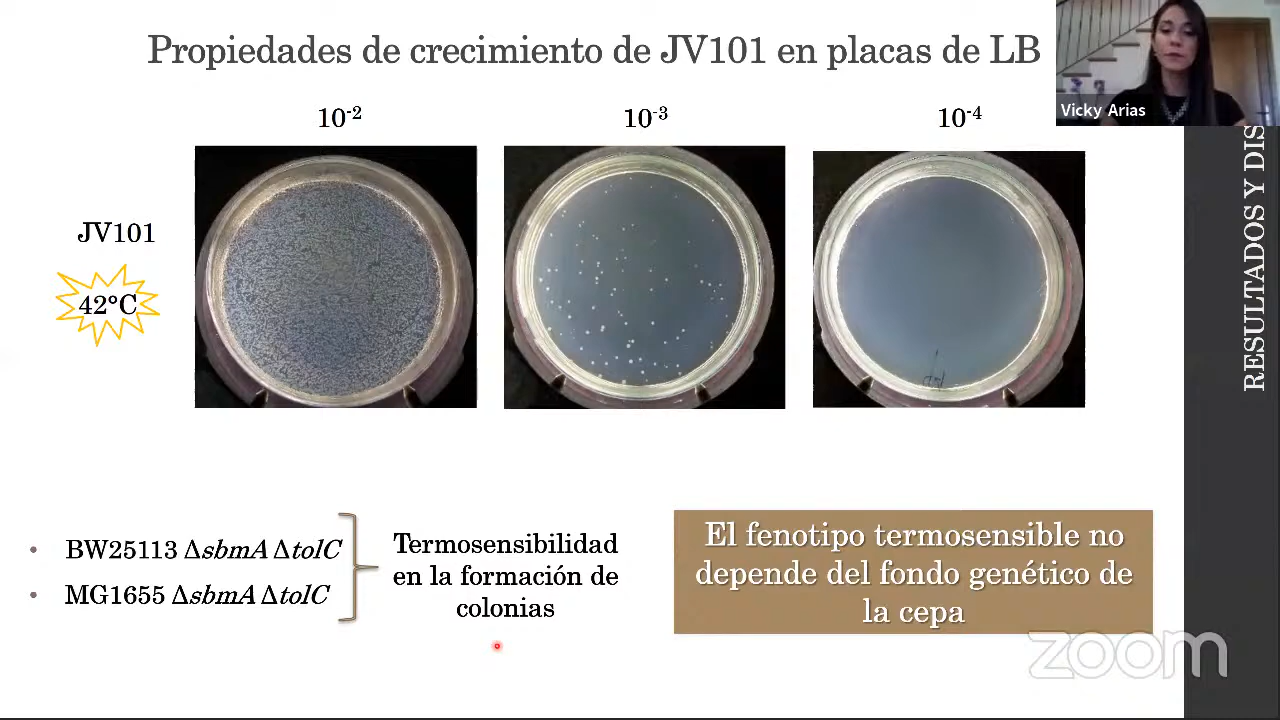 Propiedades de crecimiento de JV101 en placas de LB
Vicky Arias
10-2
10-3
10-4
JV101
42°C
RESULTADOS Y DIS
• BW25113 ΔsbmA ΔtolC
• MG1655 ΔsbmA ΔtolC
Termosensibilidad
en la formación de
colonias
El fenotipo termosensible no
depende del fondo genético de
la cepa
zoom